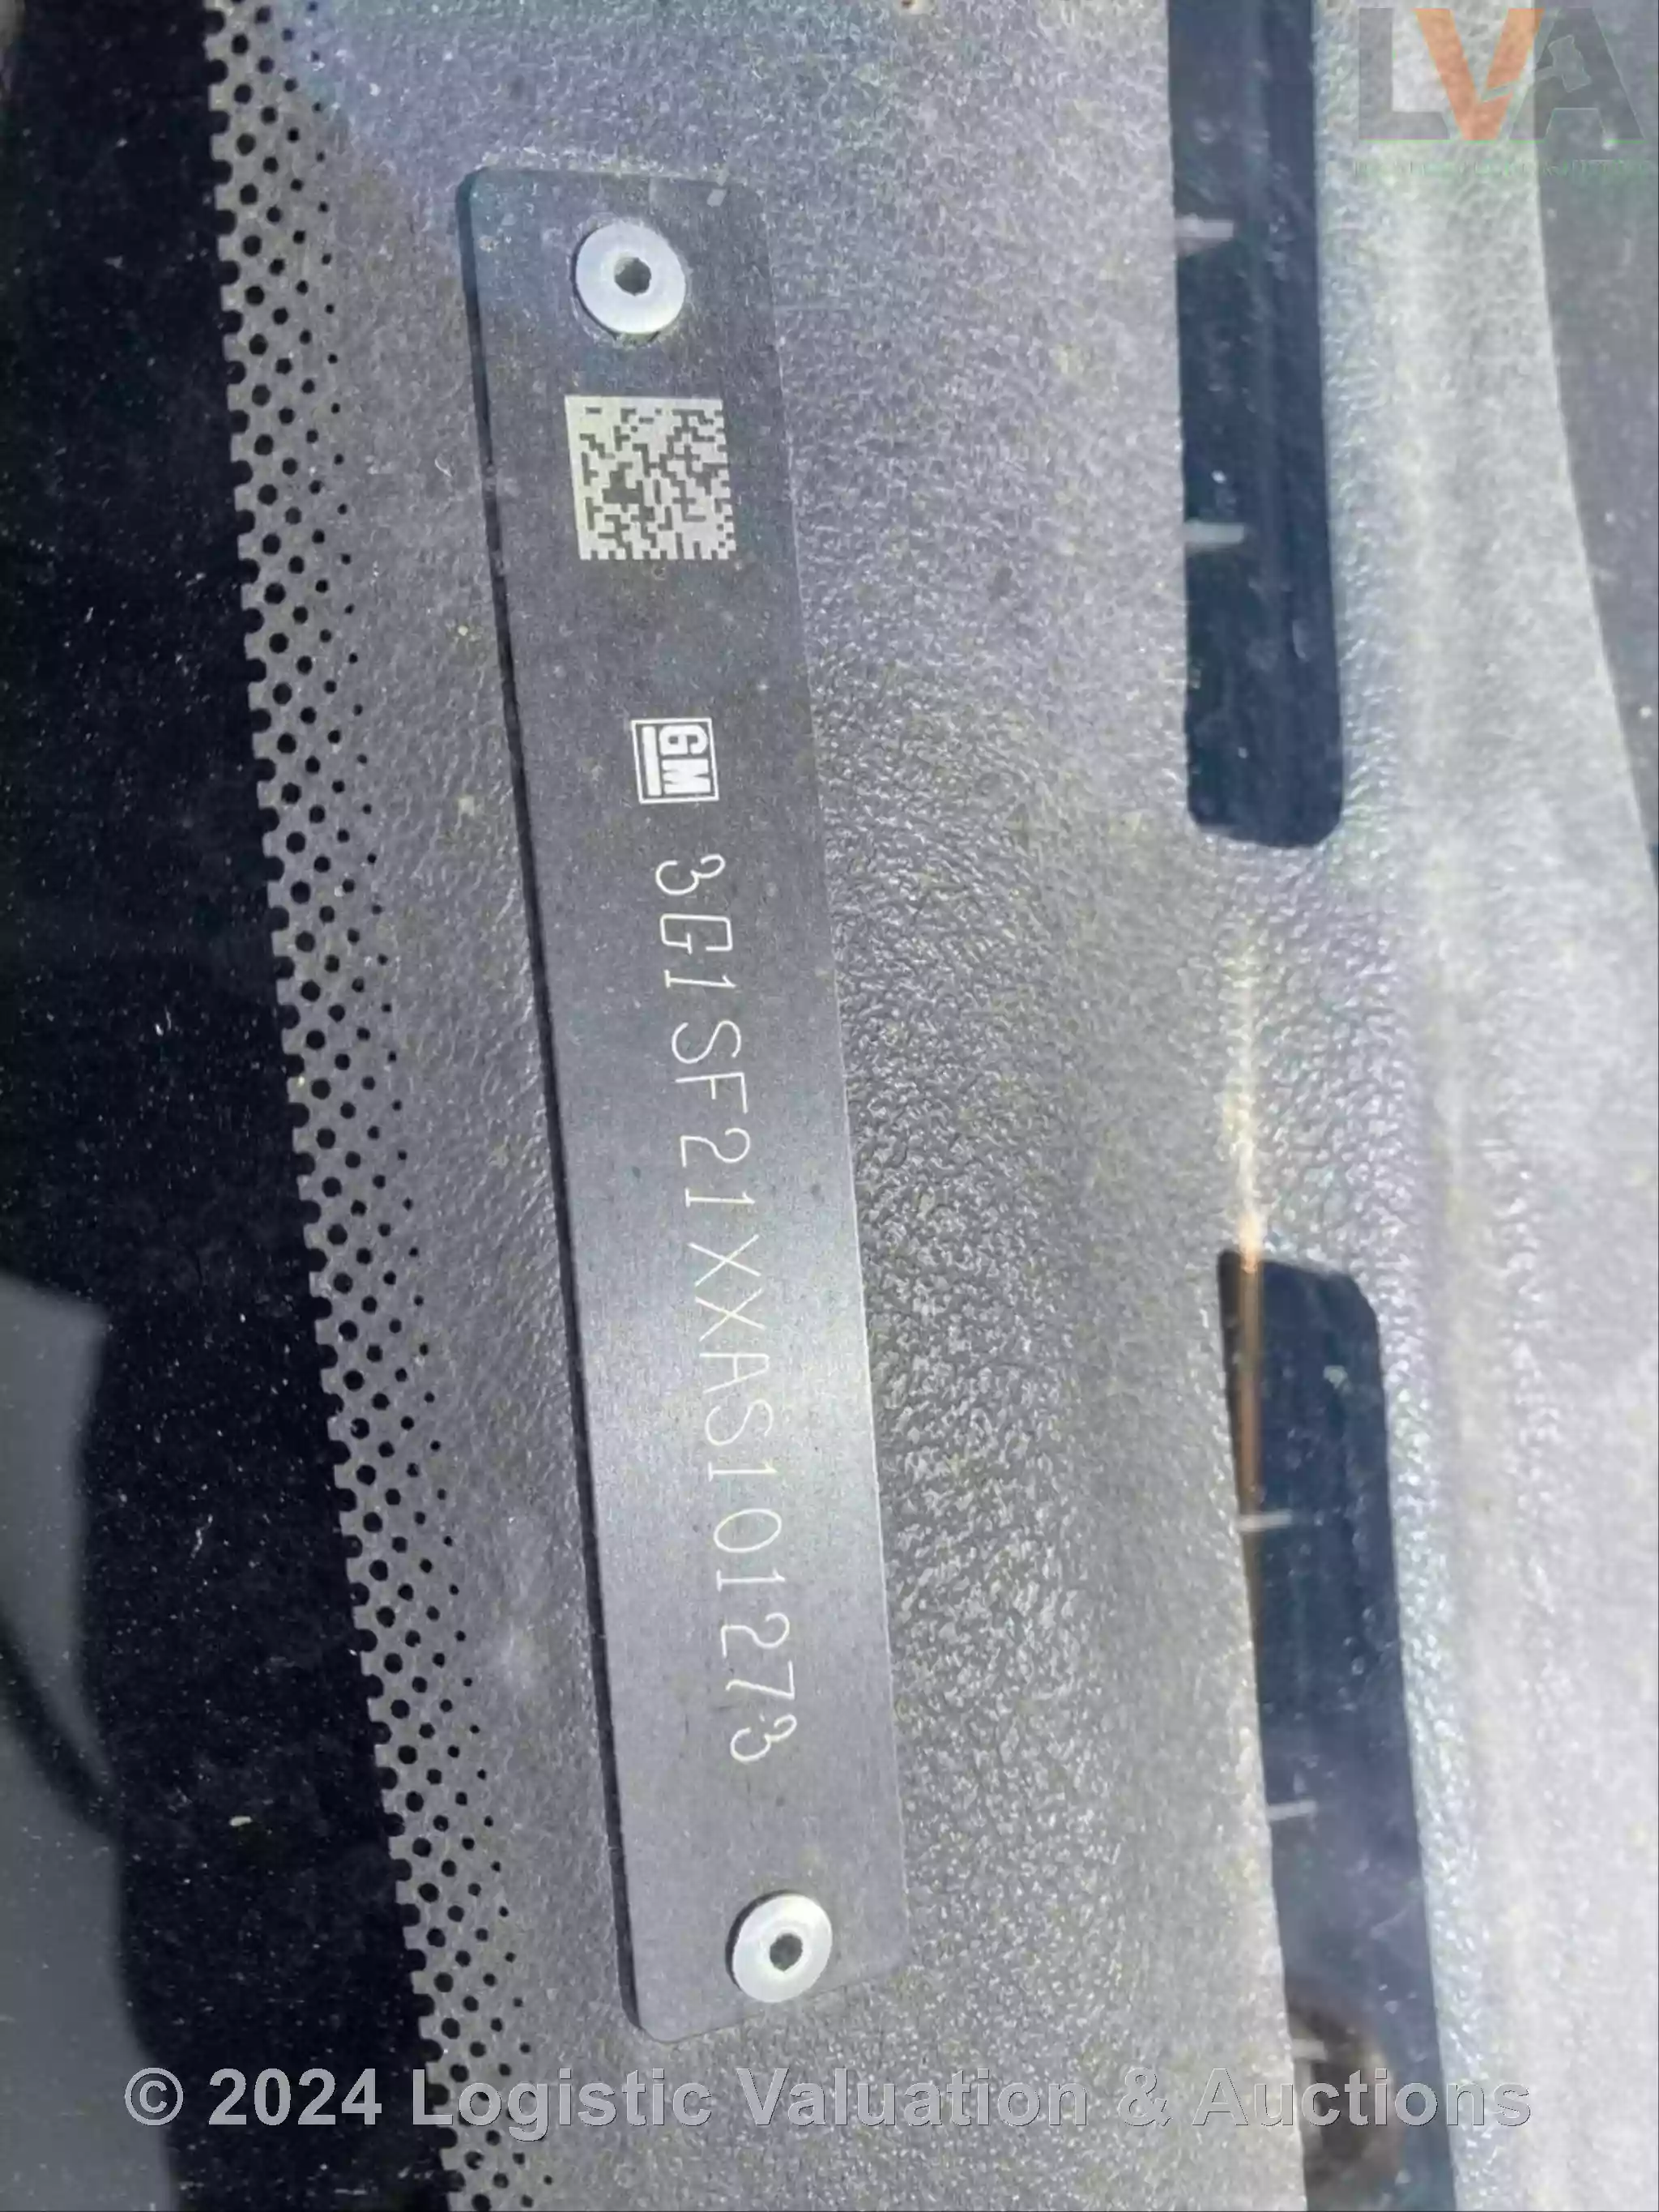 LVA
GM 3G1SF21XXAS101273
© 2024 Logistic Valuation & Auctions